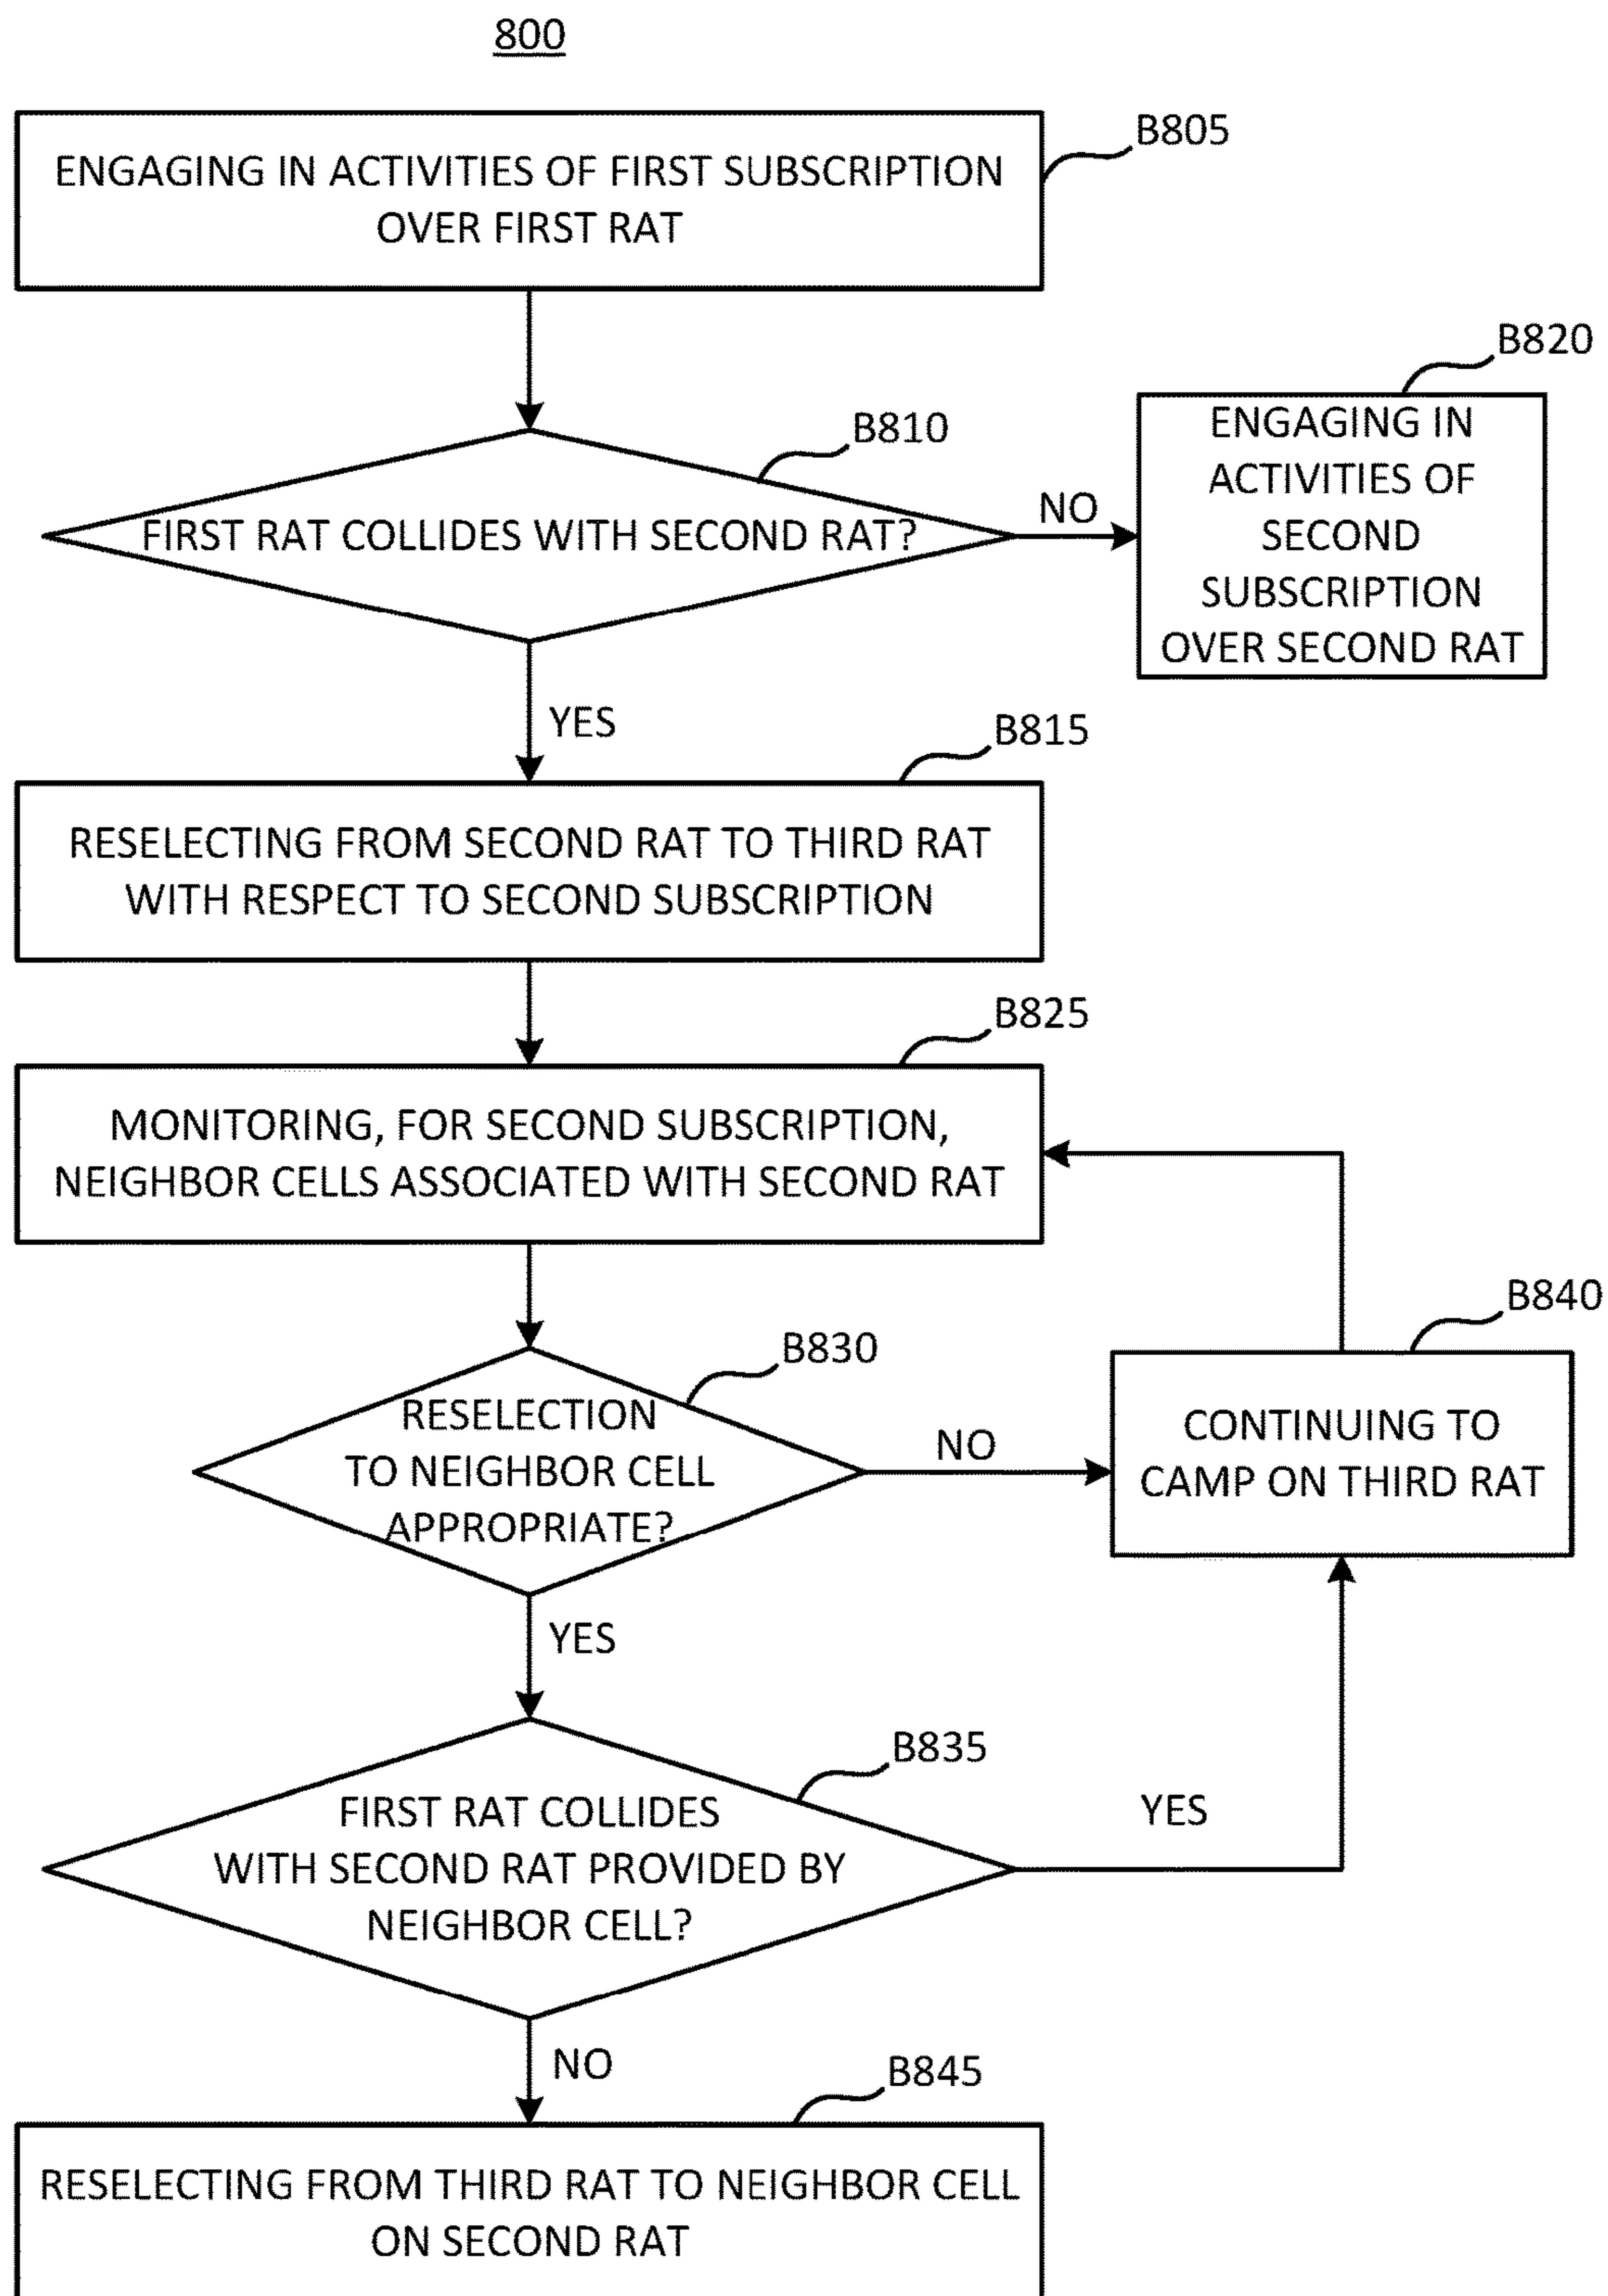 800
B805
ENGAGING IN ACTIVITIES OF FIRST SUBSCRIPTION
OVER FIRST RAT
B820
ENGAGING IN
ACTIVITIES OF
SECOND
SUBSCRIPTION
OVER SECOND RAT
B810
FIRST RAT COLLIDES WITH SECOND RAT?
NO
YES
B815
RESELECTING FROM SECOND RAT TO THIRD RAT
WITH RESPECT TO SECOND SUBSCRIPTION
B825
MONITORING, FOR SECOND SUBSCRIPTION,
NEIGHBOR CELLS ASSOCIATED WITH SECOND RAT
B830
RESELECTION
TO NEIGHBOR CELL
APPROPRIATE?
NO
B840
CONTINUING TO
CAMP ON THIRD RAT
YES
B835
FIRST RAT COLLIDES
WITH SECOND RAT PROVIDED BY
NEIGHBOR CELL?
YES
NO
B845
RESELECTING FROM THIRD RAT TO NEIGHBOR CELL
ON SECOND RAT